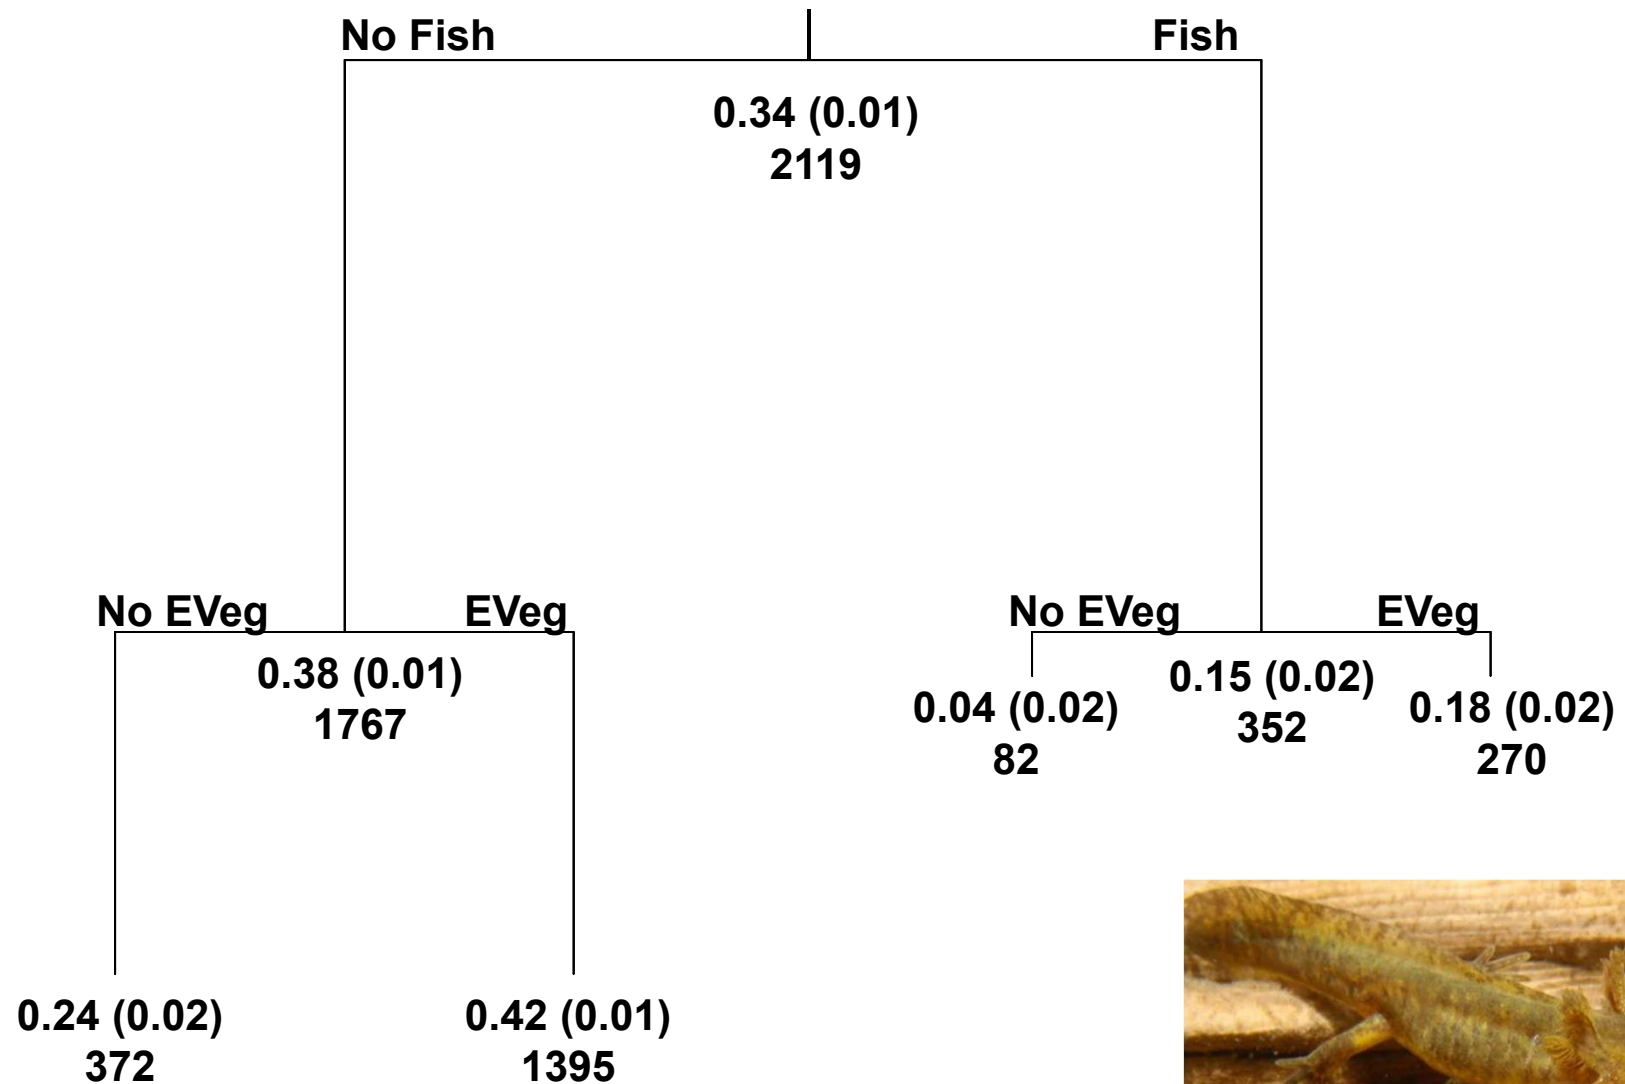 No Fish
Fish
0.34 (0.01)
2119
No EVeg
EVeg
No EVeg
EVeg
0.38 (0.01)
1767
0.04 (0.02)
82
0.15 (0.02)
352
0.18 (0.02)
270
0.24 (0.02)
372
0.42 (0.01)
1395